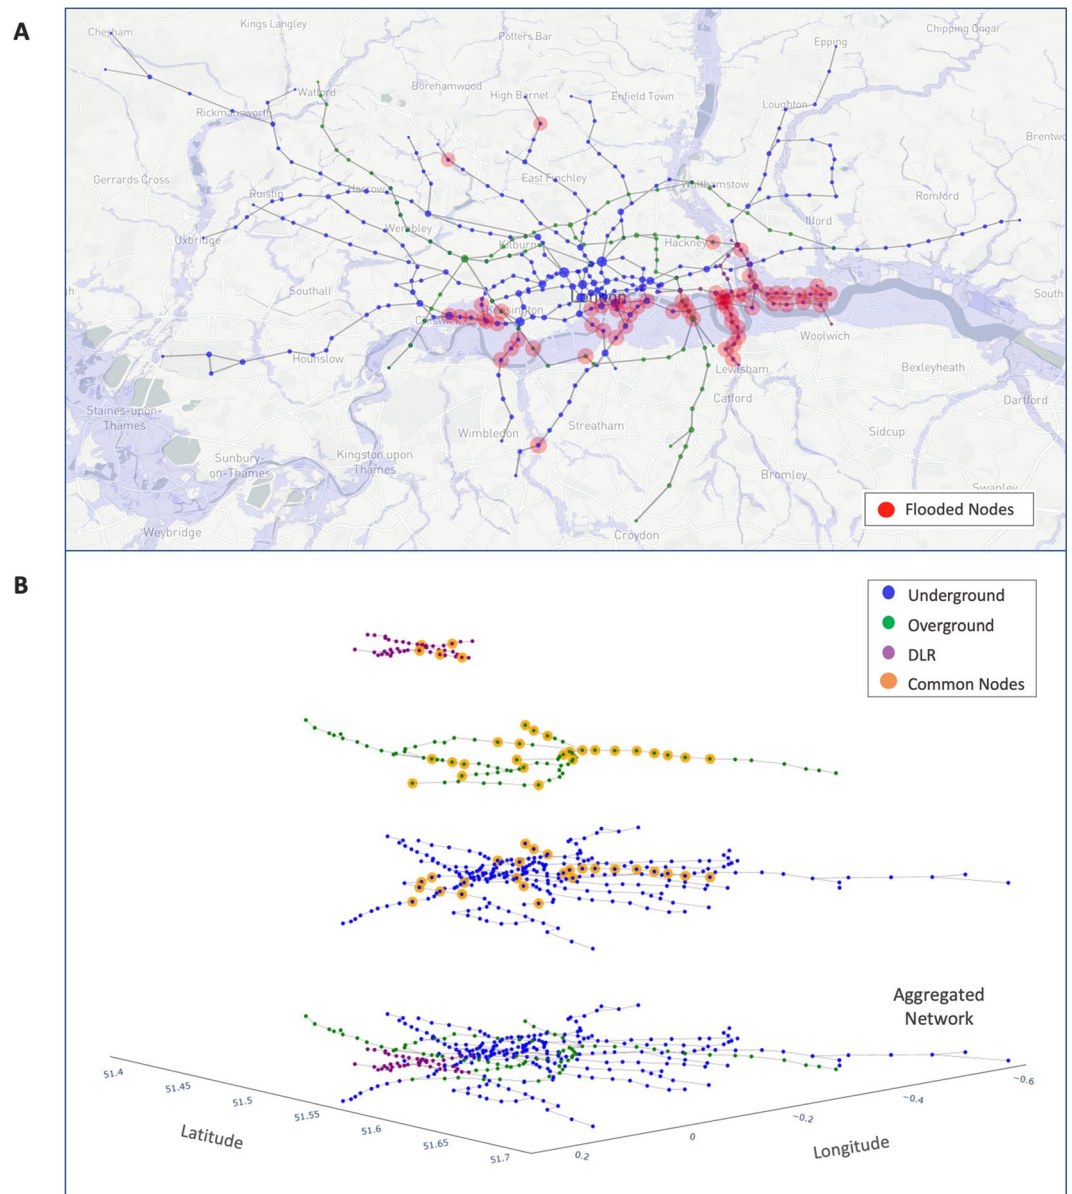 A
Chesham
Kings Langley
Potters Bar
Epping
Chipping Ongar
Watford
Borehamwood
High Barnet
Enfield Town
Loughton
Rickmansworth
Brentwo
Gerrards Cross
East Finchley
Walthamstow
Ruislip
Harrow
Romford
Wembley
Ilford
Uxbridge
Kilburn
Hackney
gh
Southall
London
South
Chiswick
Kensington
Woolwich
Hounslow
Lewisham
Bexleyheath
Catford
Dartford
Staines-upon-
Thames
Wimbledon
Streatham
Sidcup
Kingston upon
Thames
Sunbury-
on-Thames
Bromley
Swanley
Flooded Nodes
Weybridge
Croydon
B
Underground
Overground
DLR
Common Nodes
Aggregated
Network
51.4
51.45
51.5
51.55
51.6
51.65
51.7
Latitude
0.2
0
−0.2
−0.4
−0.6
Longitude